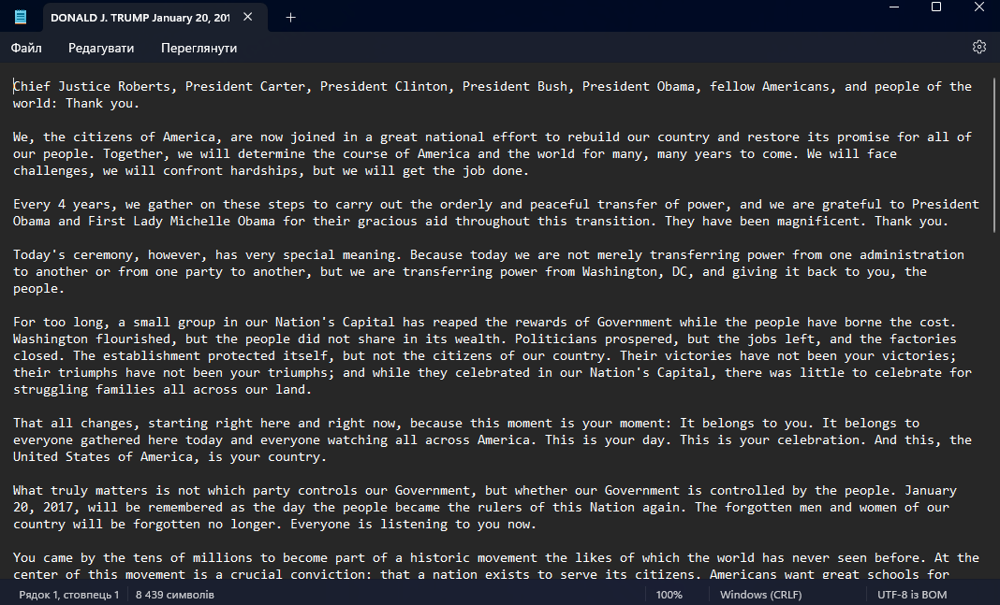 DONALD J. TRUMP January 20, 201
Файл Редагувати Переглянути
Chief Justice Roberts, President Carter, President Clinton, President Bush, President Obama, fellow Americans, and people of the
world: Thank you.
We, the citizens of America, are now joined in a great national effort to rebuild our country and restore its promise for all of
our people. Together, we will determine the course of America and the world for many, many years to come. We will face
challenges, we will confront hardships, but we will get the job done.
Every 4 years, we gather on these steps to carry out the orderly and peaceful transfer of power, and we are grateful to President
Obama and First Lady Michelle Obama for their gracious aid throughout this transition. They have been magnificent. Thank you.
Today's ceremony, however, has very special meaning. Because today we are not merely transferring power from one administration
to another or from one party to another, but we are transferring power from Washington, DC, and giving it back to you, the
people.
For too long, a small group in our Nation's Capital has reaped the rewards of Government while the people have borne the cost.
Washington flourished, but the people did not share in its wealth. Politicians prospered, but the jobs left, and the factories
closed. The establishment protected itself, but not the citizens of our country. Their victories have not been your victories;
their triumphs have not been your triumphs; and while they celebrated in our Nation's Capital, there was little to celebrate for
struggling families all across our land.
That all changes, starting right here and right now, because this moment is your moment: It belongs to you. It belongs to
everyone gathered here today and everyone watching all across America. This is your day. This is your celebration. And this, the
United States of America, is your country.
What truly matters is not which party controls our Government, but whether our Government is controlled by the people. January
20, 2017, will be remembered as the day the people became the rulers of this Nation again. The forgotten men and women of our
country will be forgotten no longer. Everyone is listening to you now.
You came by the tens of millions to become part of a historic movement the likes of which the world has never seen before. At the
center of this movement is a crucial conviction: that a nation exists to serve its citizens. Americans want great schools for
Рядок 1, стовпець 1 8 439 символів 100% Windows (CRLF) UTF-8 із BOM